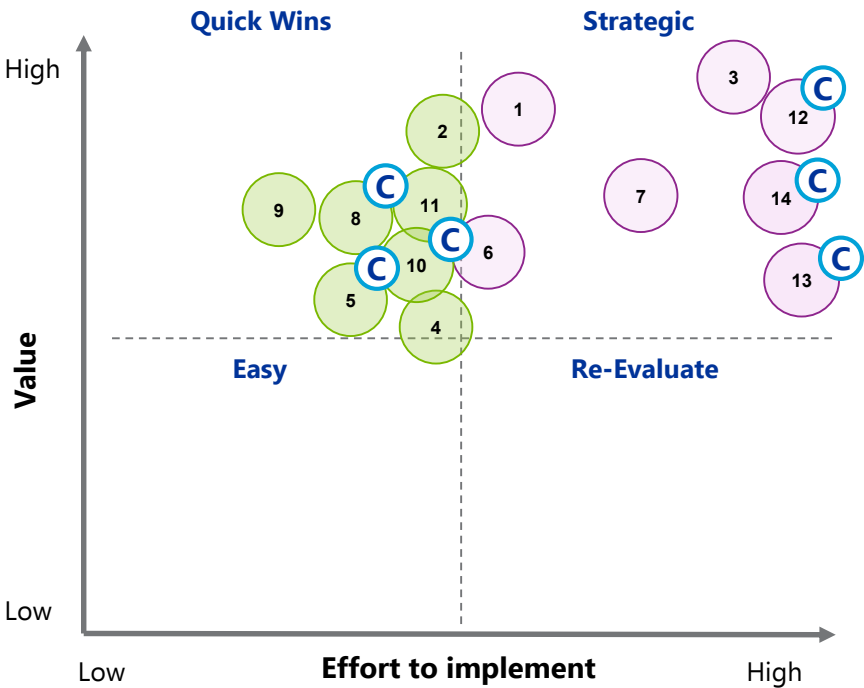 Quick Wins
Strategic
High
3
C
12
1
2
C
C
7
14
9
8
11
C
6
C
10
C
13
5
4
Easy
Re-Evaluate
Value
Low
Low
Effort to implement
High